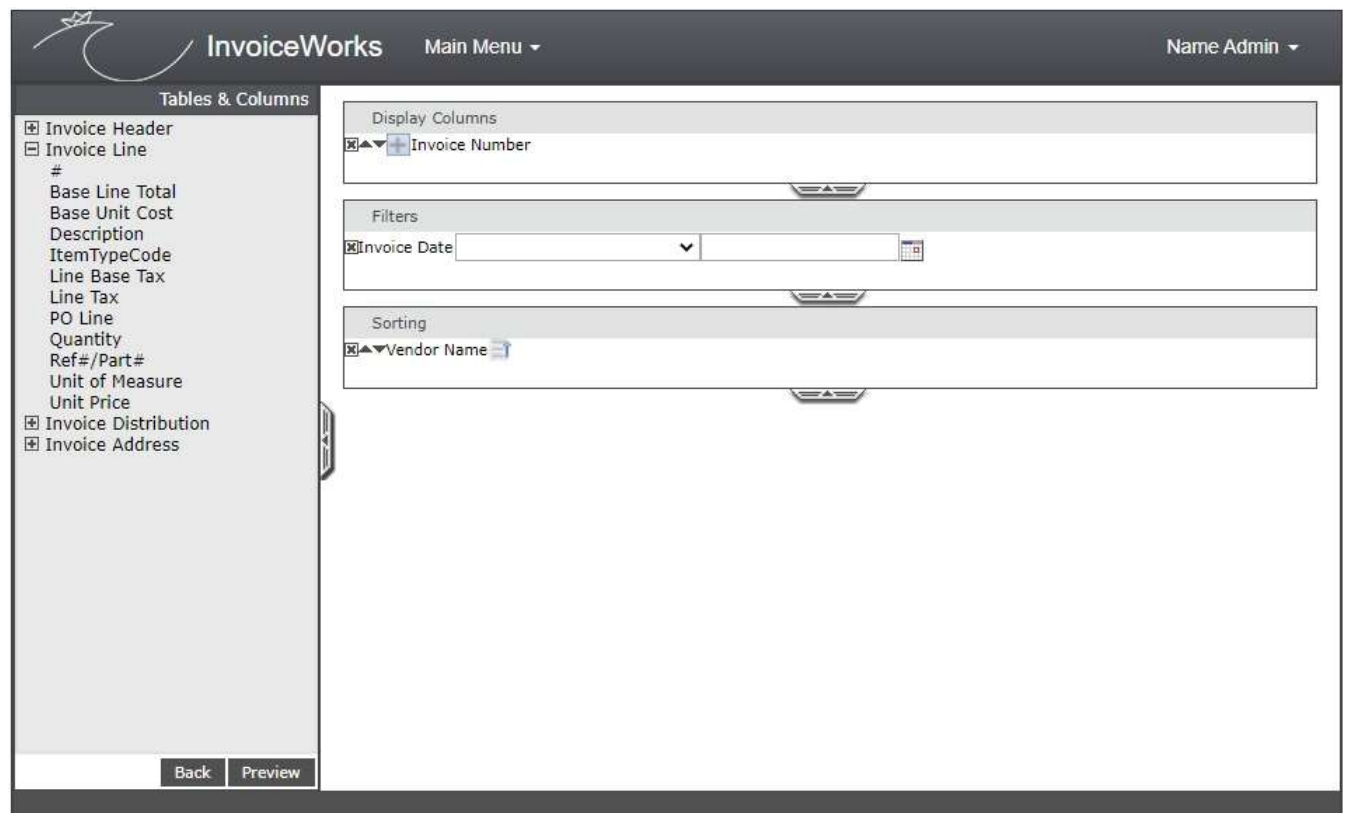 InvoiceWorks Main Menu Name Admin
Tables & Columns
Invoice Header
Invoice Line
#
Base Line Total
Base Unit Cost
Description
ItemTypeCode
Line Base Tax
Line Tax
PO Line
Quantity
Ref#/Part#
Unit of Measure
Unit Price
Invoice Distribution
Invoice Address
Back Preview
Display Columns
Invoice Number
Filters
Invoice Date
Sorting
Vendor Name